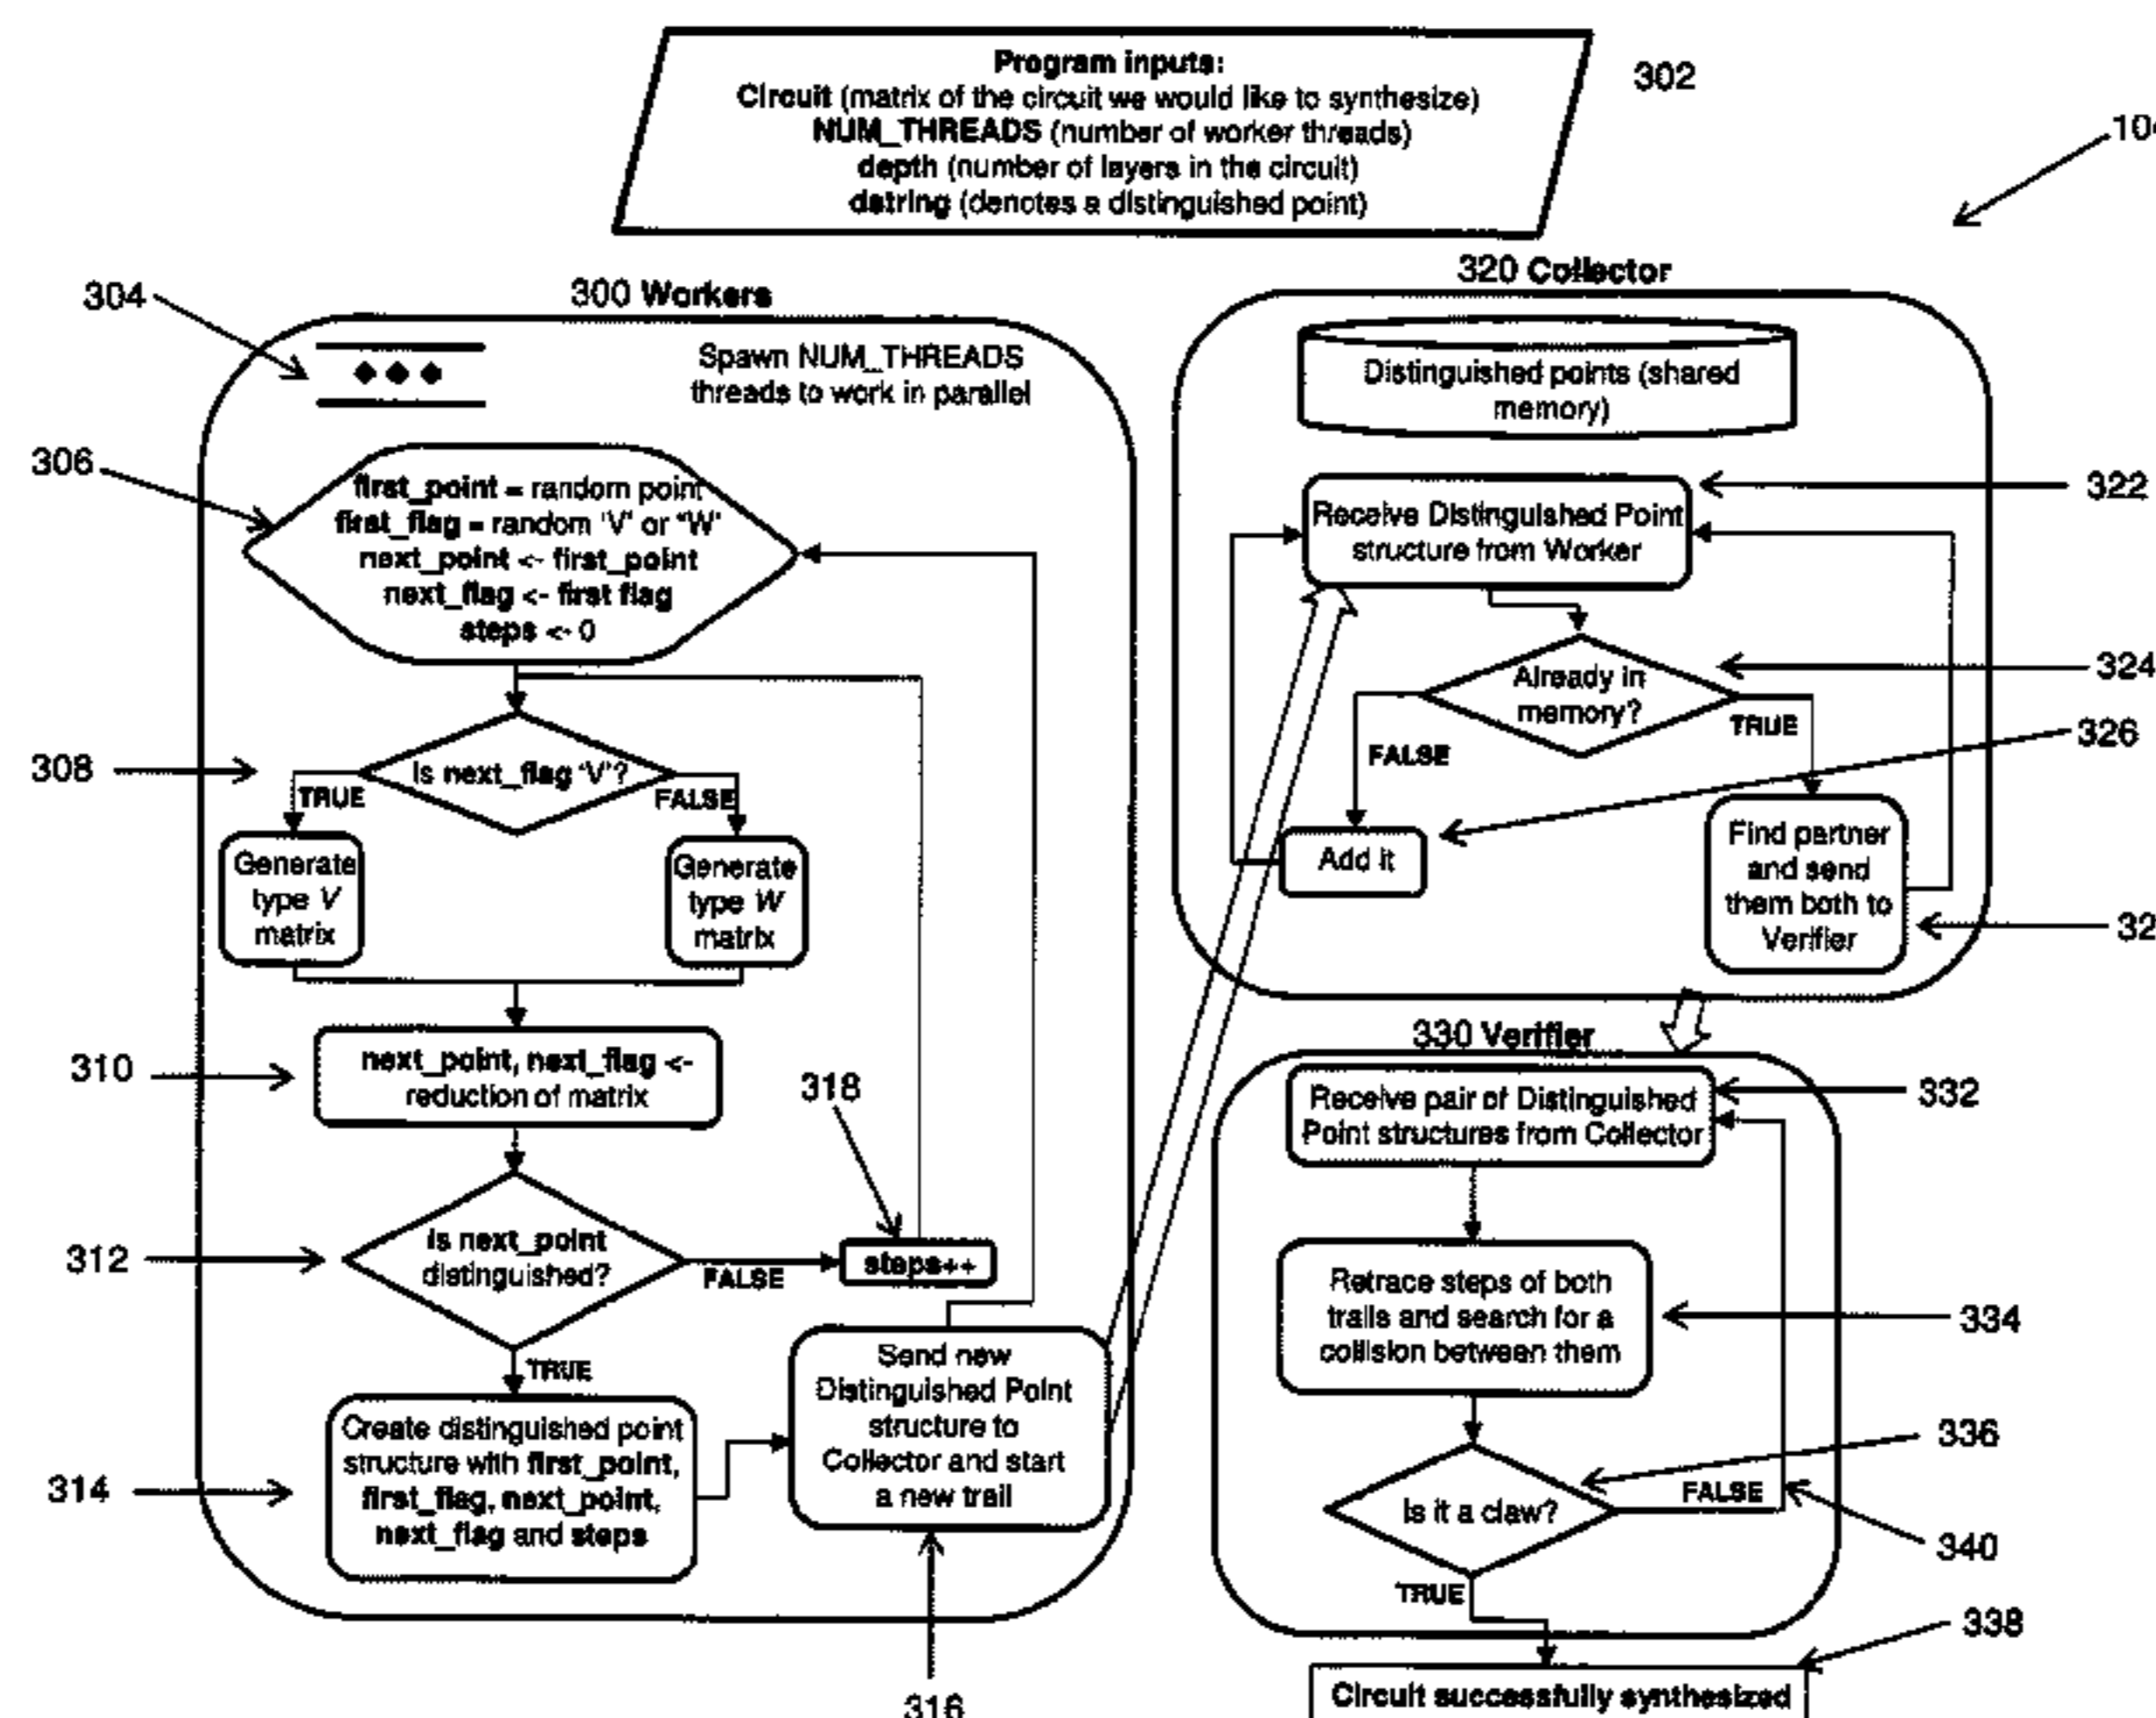 Program inputs:
Circuit (matrix of the circuit we would like to synthesize)
NUM_THREADS (number of worker threads)
depth (number of layers in the circuit)
dstring (denotes a distinguished point)
302
104
300 Workers
304
Spawn NUM_THREADS
threads to work in parallel
306
first_point = random point
first_flag = random 'V' or "W'
next_point <- first_point
next_flag <- first flag
steps <- 0
308
Is next_flag 'V'?
TRUE
FALSE
Generate
type V
matrix
Generate
type W
matrix
310
next_point, next_flag <-
reduction of matrix
318
312
Is next_point
distinguished?
FALSE
steps++
TRUE
314
Create distinguished point
structure with first_point,
first_flag, next_point,
next_flag and steps
Send new
Distinguished Point
structure to
Collector and start
a new trail
316
320 Collector
Distinguished points (shared
memory)
322
Receive Distinguished Point
structure from Worker
324
Already in
memory?
TRUE
FALSE
326
Add it
Find partner
and send
them both to
Verifier
32
330 Verifier
332
Receive pair of Distinguished
Point structures from Collector
Retrace steps of both
trails and search for a
collision between them
334
336
Is it a claw?
FALSE
340
TRUE
338
Circuit successfully synthesized